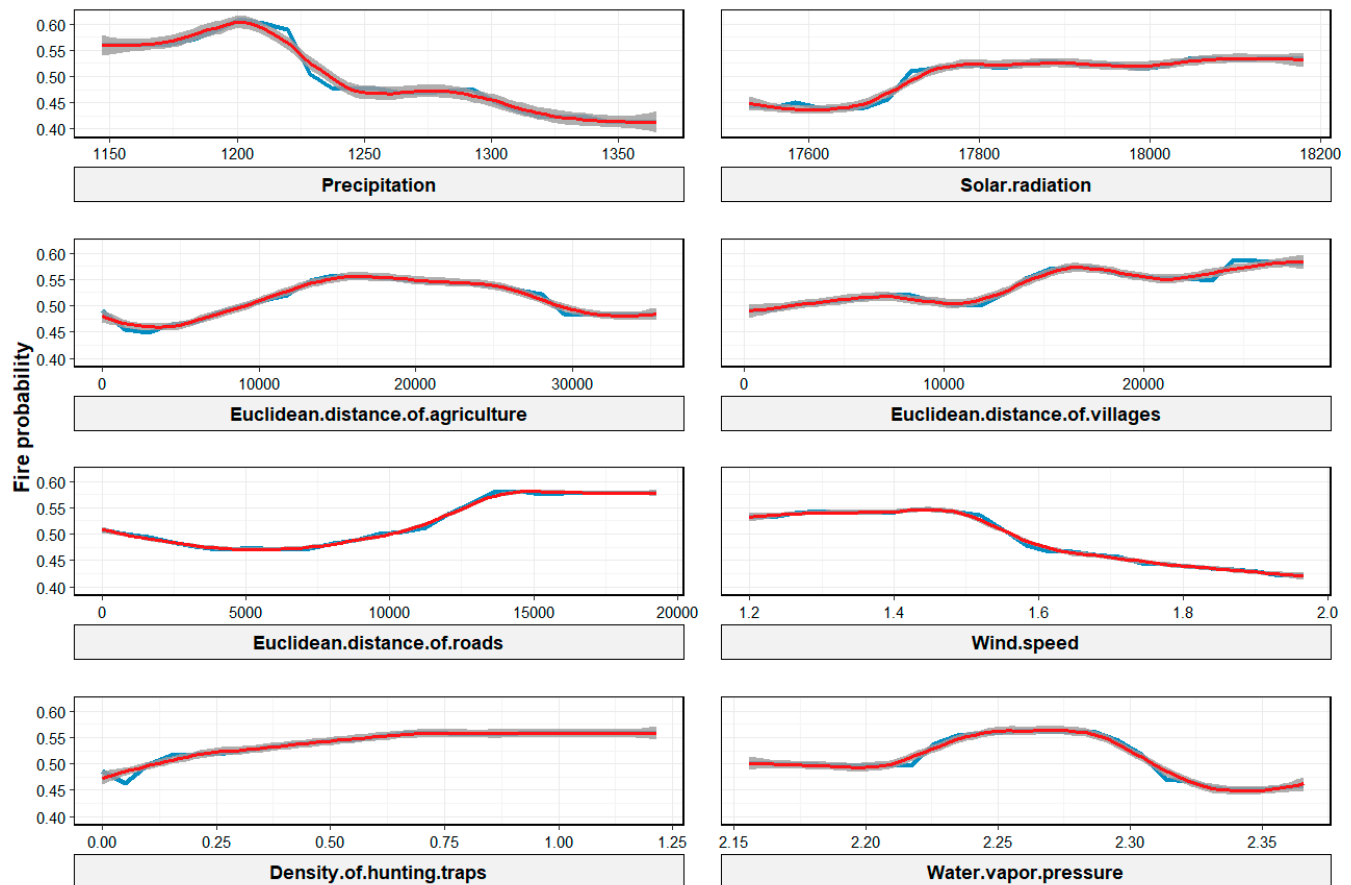 Fire probability
0.60
0.55
0.50
0.45
0.40
1150 1200 1250 1300 1350
Precipitation
17600 17800 18000 18200
Solar.radiation
0.60
0.55
0.50
0.45
0.40
0 10000 20000 30000
Euclidean.distance.of.agriculture
0 10000 20000
Euclidean.distance.of.villages
0.60
0.55
0.50
0.45
0.40
0 5000 10000 15000 20000
Euclidean.distance.of.roads
1.2 1.4 1.6 1.8 2.0
Wind.speed
0.60
0.55
0.50
0.45
0.40
0.00 0.25 0.50 0.75 1.00 1.25
Density.of.hunting.traps
2.15 2.20 2.25 2.30 2.35
Water.vapor.pressure